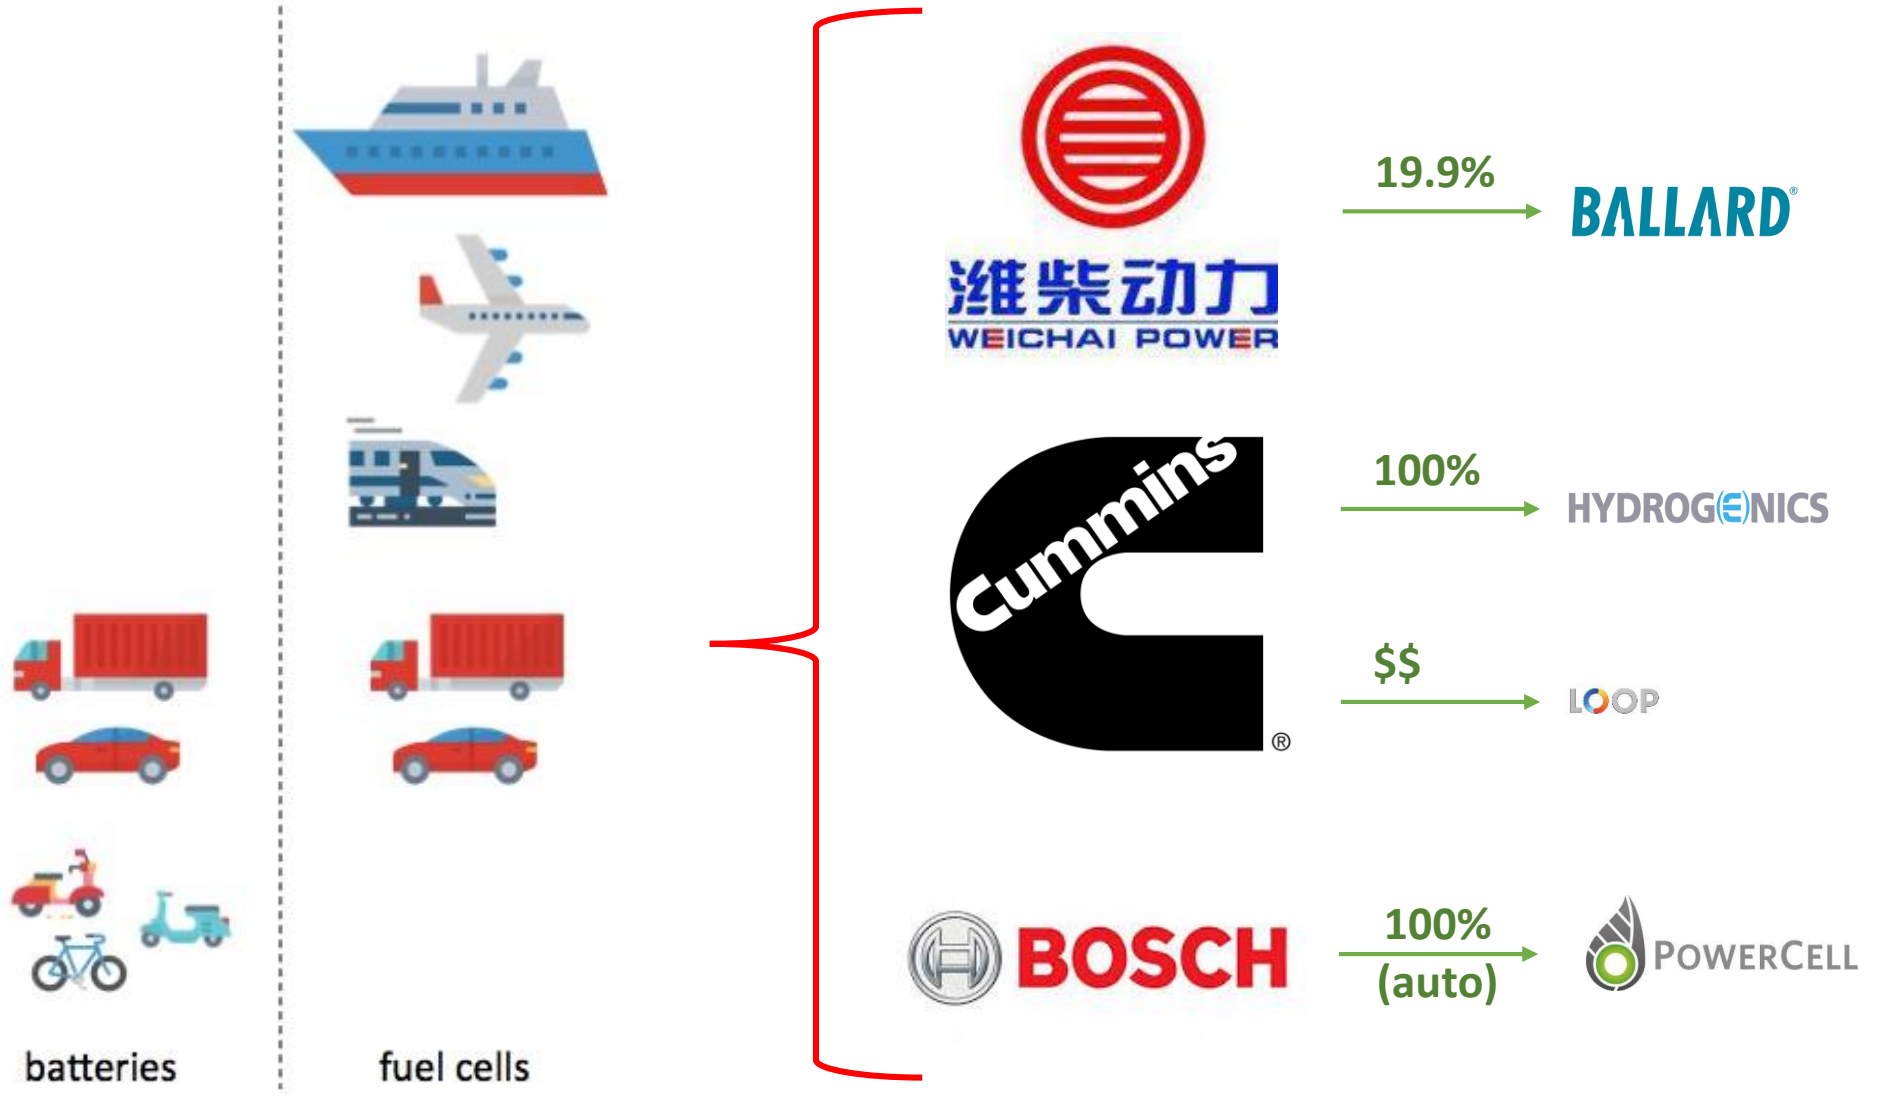 潍柴动力
WEICHAI POWER
19.9%
BALLARD®
Cummins
®
100%
HYDROGENICS
$$
LOOP
BOSCH
100%
(auto)
POWERCELL
batteries
fuel cells